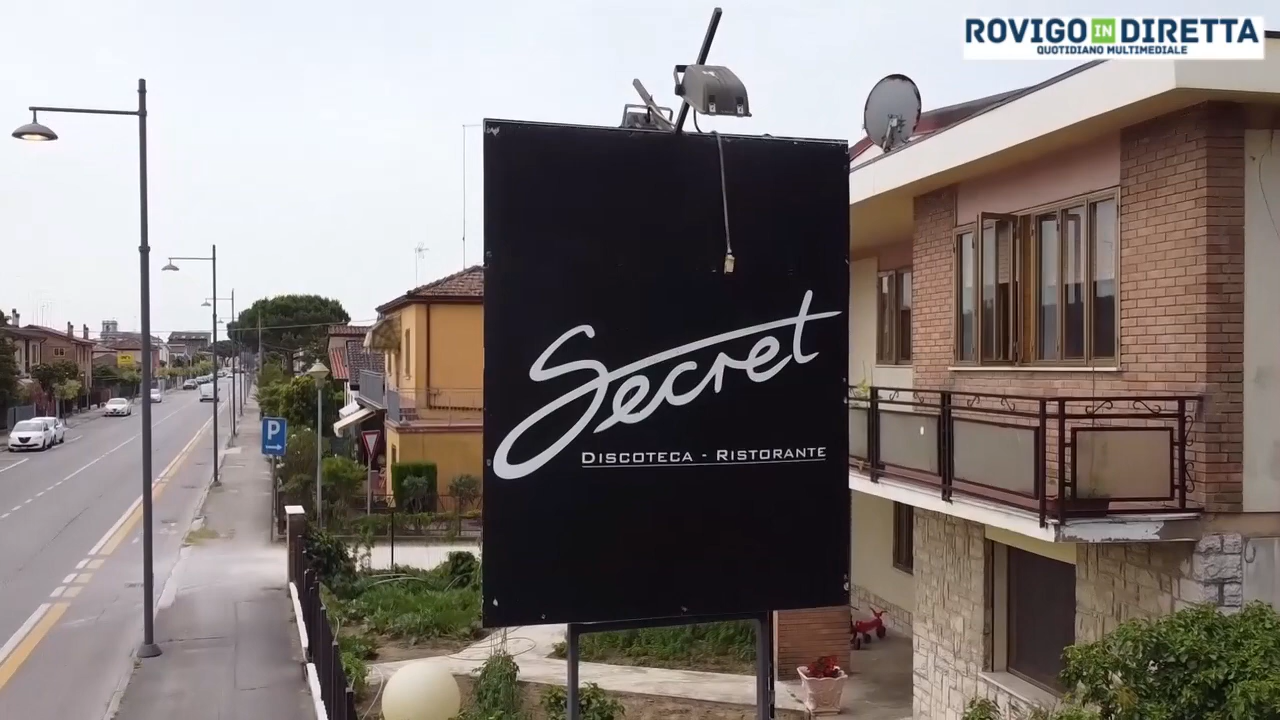 ROVIGO IN DIRETTA
QUOTIDIANO MULTIMEDIALE
Secret
DISCOTECA - RISTORANTE
P